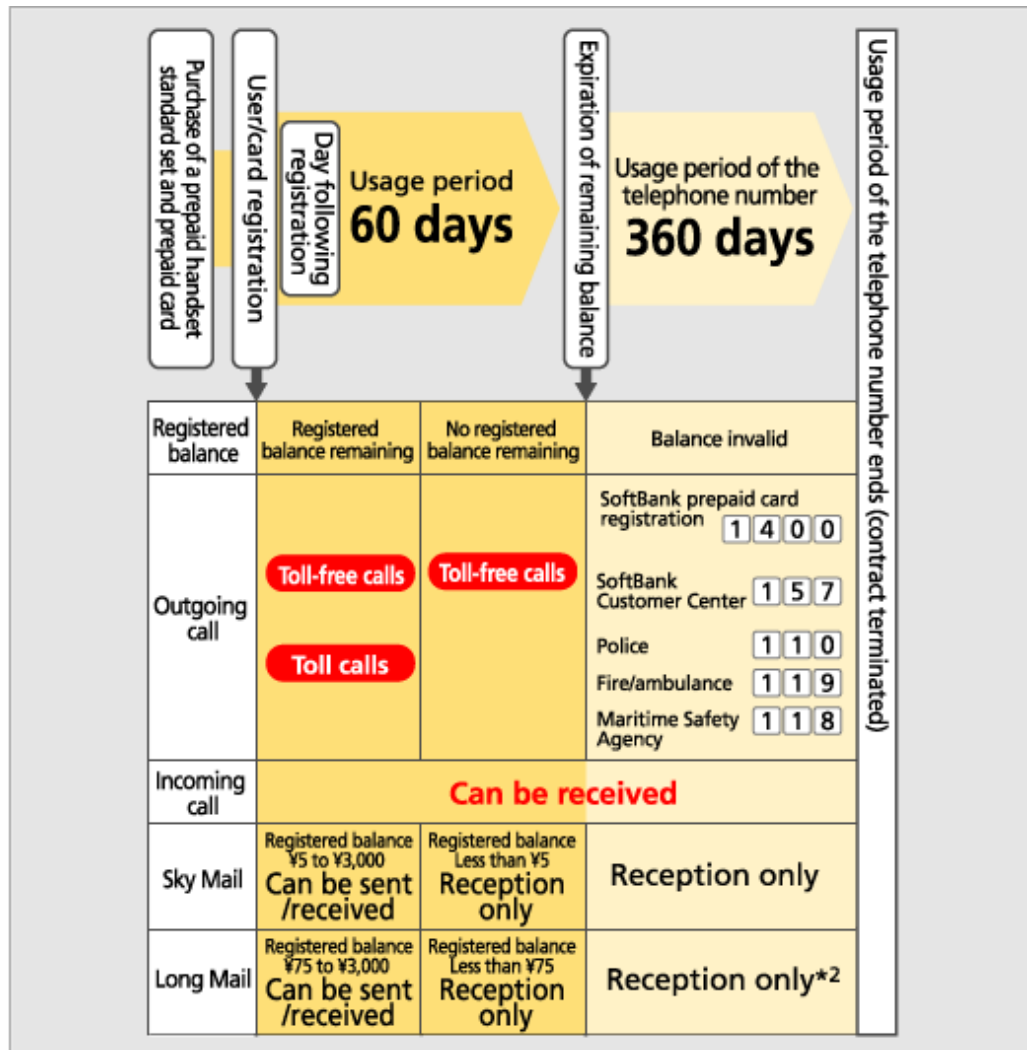 Purchase of a prepaid handset
standard set and prepaid card
User/card registration
Day following
registration
Usage period
60 days
Expiration of remaining balance
Usage period of the
telephone number
360 days
Usage period of the telephone number ends (contract terminated)
Registered
balance
Registered
balance remaining
No registered
balance remaining
Balance invalid
Outgoing
call
Toll-free calls
Toll calls
Toll-free calls
SoftBank prepaid card
registration 1400
SoftBank
Customer Center 157
Police 110
Fire/ambulance 119
Maritime Safety 118
Agency
Incoming
call
Can be received
Sky Mail
Registered balance
¥5 to ¥3,000
Can be sent
/received
Registered balance
Less than ¥5
Reception
only
Reception only
Long Mail
Registered balance
¥75 to ¥3,000
Can be sent
/received
Registered balance
Less than ¥75
Reception
only
Reception only*2